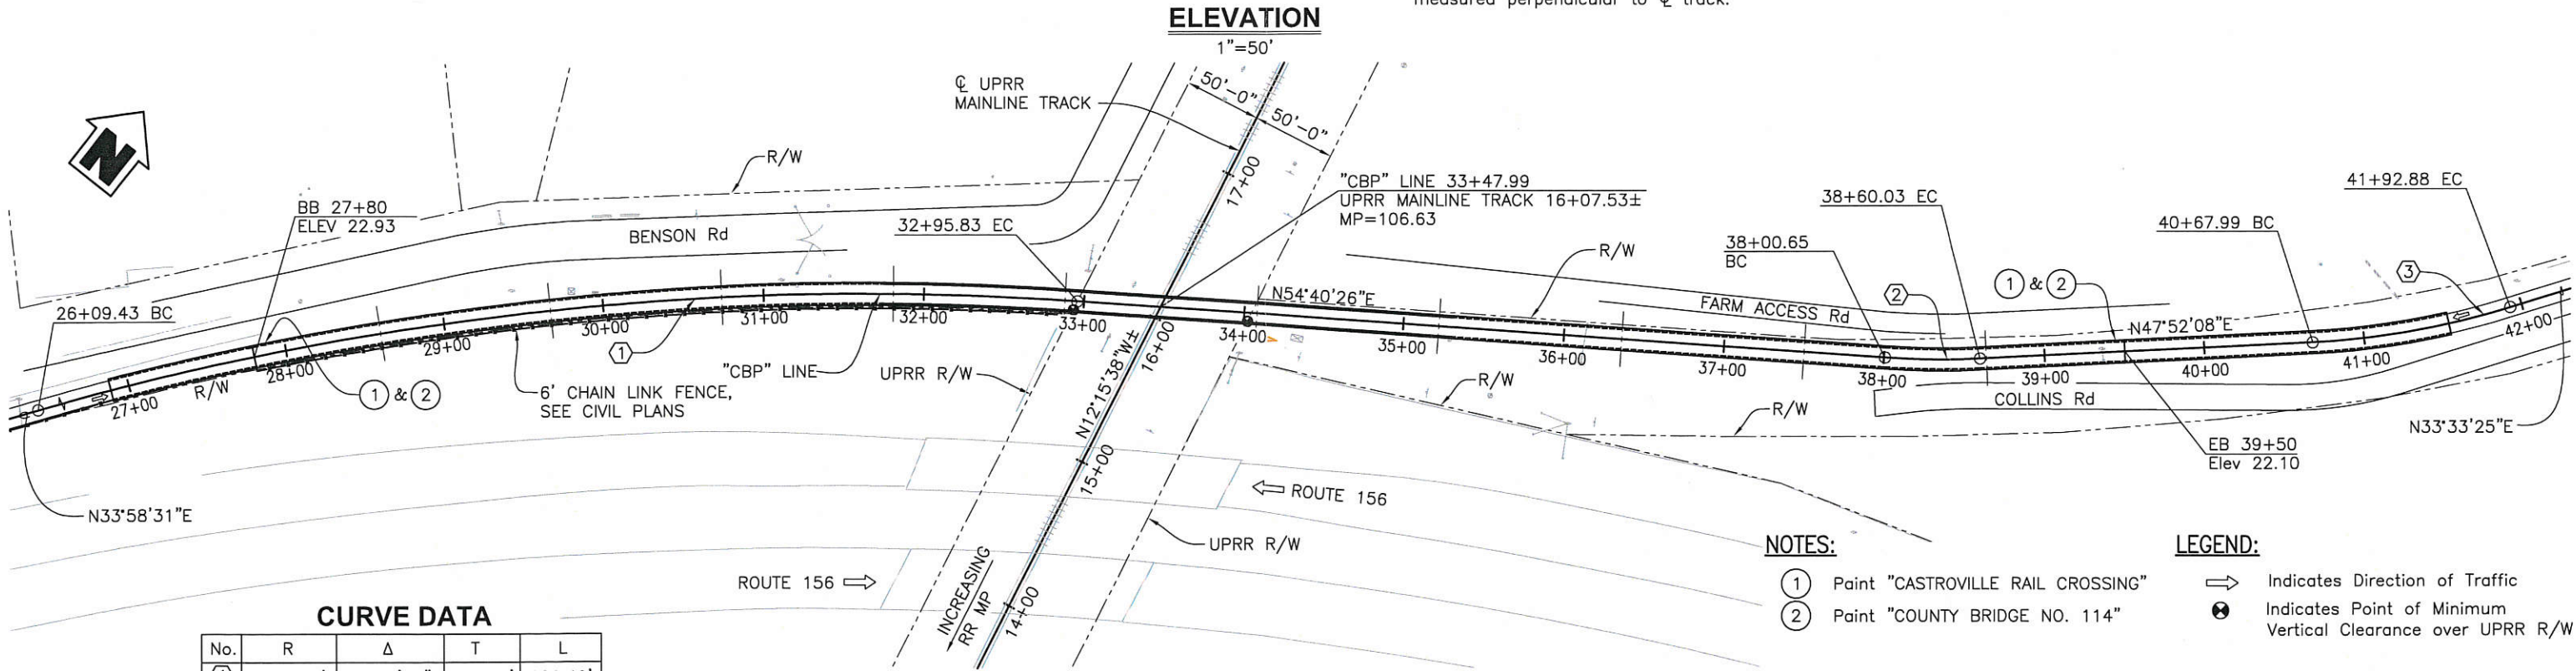 measured perpendicular to ℄ track.
ELEVATION
1"=50'
℄ UPRR
MAINLINE TRACK
50'-0"
50'-0"
N
R/W
17+00
"CBP" LINE 33+47.99
UPRR MAINLINE TRACK 16+07.53±
MP=106.63
41+92.88 EC
38+60.03 EC
40+67.99 BC
BB 27+80
ELEV 22.93
BENSON Rd
32+95.83 EC
38+00.65
BC
R/W
1 & 2
3
2
26+09.43 BC
N54°40'26"E
FARM ACCESS Rd
N47°52'08"E
27+00
R/W
28+00
29+00
30+00
31+00
32+00
33+00
34+00
35+00
36+00
37+00
38+00
39+00
40+00
41+00
42+00
1
1 & 2
6' CHAIN LINK FENCE,
SEE CIVIL PLANS
"CBP" LINE
UPRR R/W
N12°15'38"W±
16+00
R/W
R/W
COLLINS Rd
N33°33'25"E
EB 39+50
Elev 22.10
N33°58'31"E
15+00
ROUTE 156
UPRR R/W
ROUTE 156
INCREASING
RR MP
14+00
NOTES:
1 Paint "CASTROVILLE RAIL CROSSING"
2 Paint "COUNTY BRIDGE NO. 114"
LEGEND:
Indicates Direction of Traffic
Indicates Point of Minimum
Vertical Clearance over UPRR R/W
CURVE DATA
No. R Δ T L